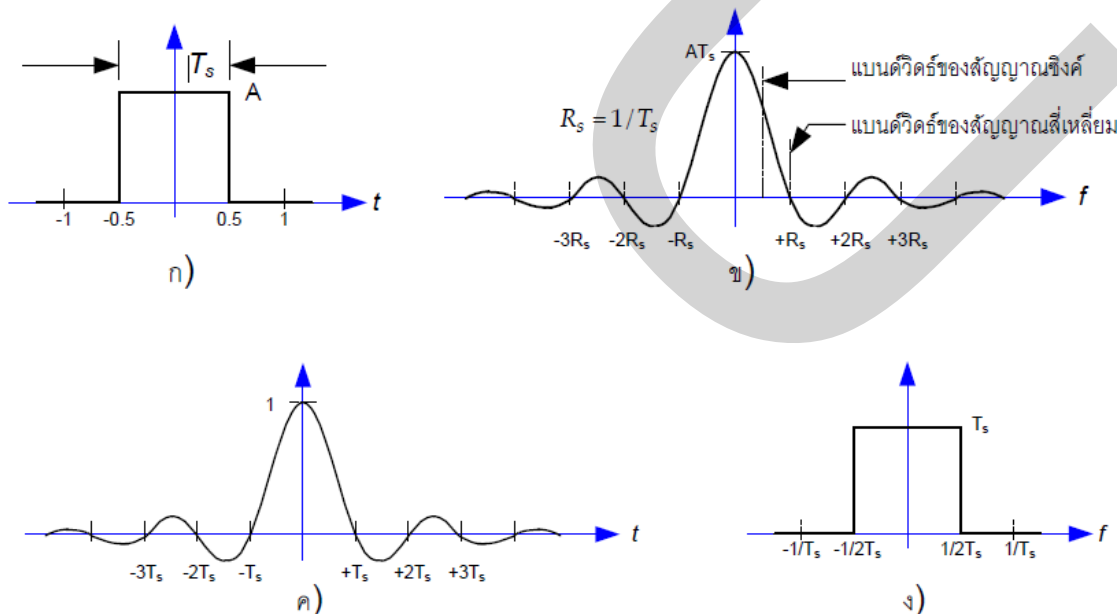 T_s
A
-1 -0.5 0.5 1 t
ก)
AT_s
แบนด์วิดธ์ของสัญญาณซิงค์
R_s = 1/T_s
แบนด์วิดธ์ของสัญญาณสี่เหลี่ยม
f
-3R_s -2R_s -R_s +R_s +2R_s +3R_s
ข)
1
t
-3T_s -2T_s -T_s +T_s +2T_s +3T_s
ค)
T_s
-1/T_s -1/2T_s 1/2T_s 1/T_s f
ง)